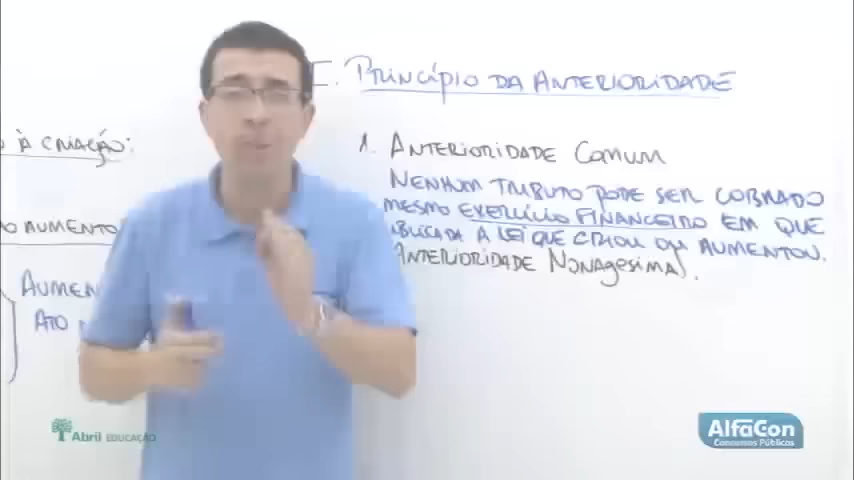 À CRIAÇÃO:
AUMENTO
AUMEN
ATO
I. PRINCÍPIO DA ANTERIORIDADE
1. ANTERIORIDADE COMUM
NENHUM TRIBUTO PODE SER COBRADO
MESMO EXERCÍCIO FINANCEIRO EM QUE
A LEI QUE CRIOU OU AUMENTOU.
ANTERIORIDADE NONAGESIMAL.
Abril EDUCAÇÃO
AlfaCon
Concursos Públicos